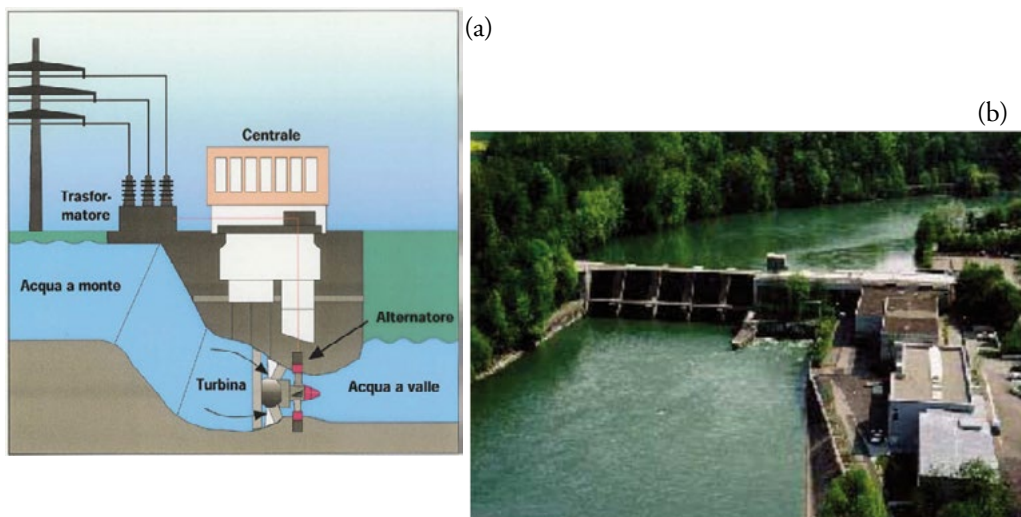 (a)
(b)
Centrale
Trasfor-
matore
Acqua a monte
Alternatore
Turbina
Acqua a valle